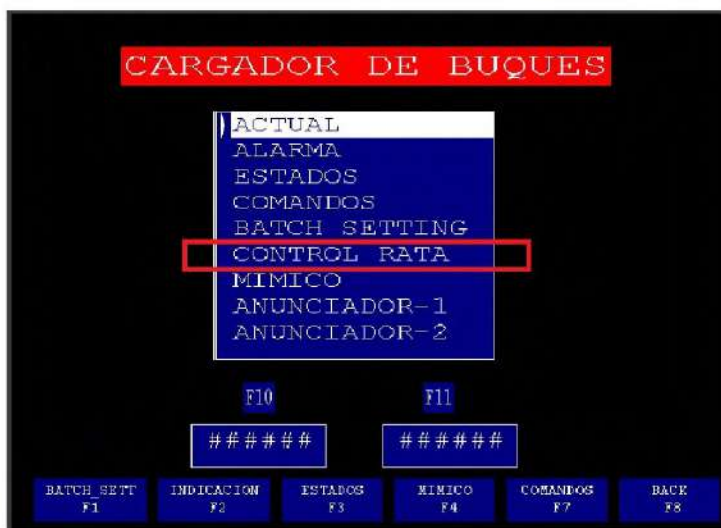 CARGADOR DE BUQUES
ACTUAL
ALARMA
ESTADOS
COMANDOS
BATCH SETTING
CONTROL RATA
MIMICO
ANUNCIADOR-1
ANUNCIADOR-2
F10 F11
###### ######
BATCH_SETT INDICACION ESTADOS MIMICO COMANDOS BACK
F1 F2 F3 F4 F7 F8